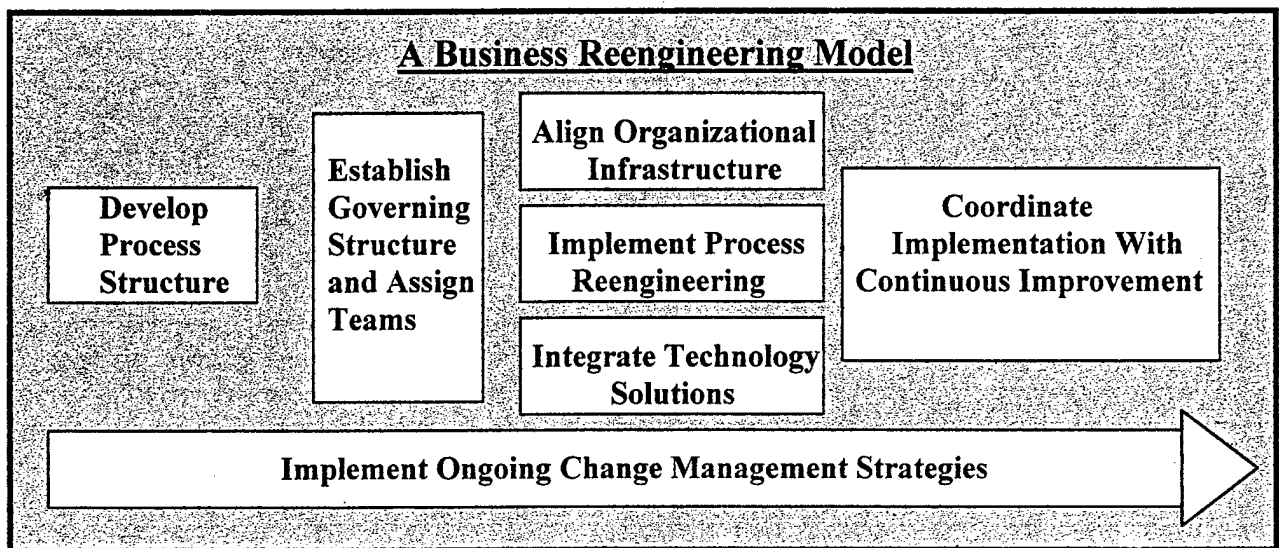 A Business Reengineering Model
Develop
Process
Structure
Establish
Governing
Structure
and Assign
Teams
Align Organizational
Infrastructure
Implement Process
Reengineering
Integrate Technology
Solutions
Coordinate
Implementation With
Continuous Improvement
Implement Ongoing Change Management Strategies